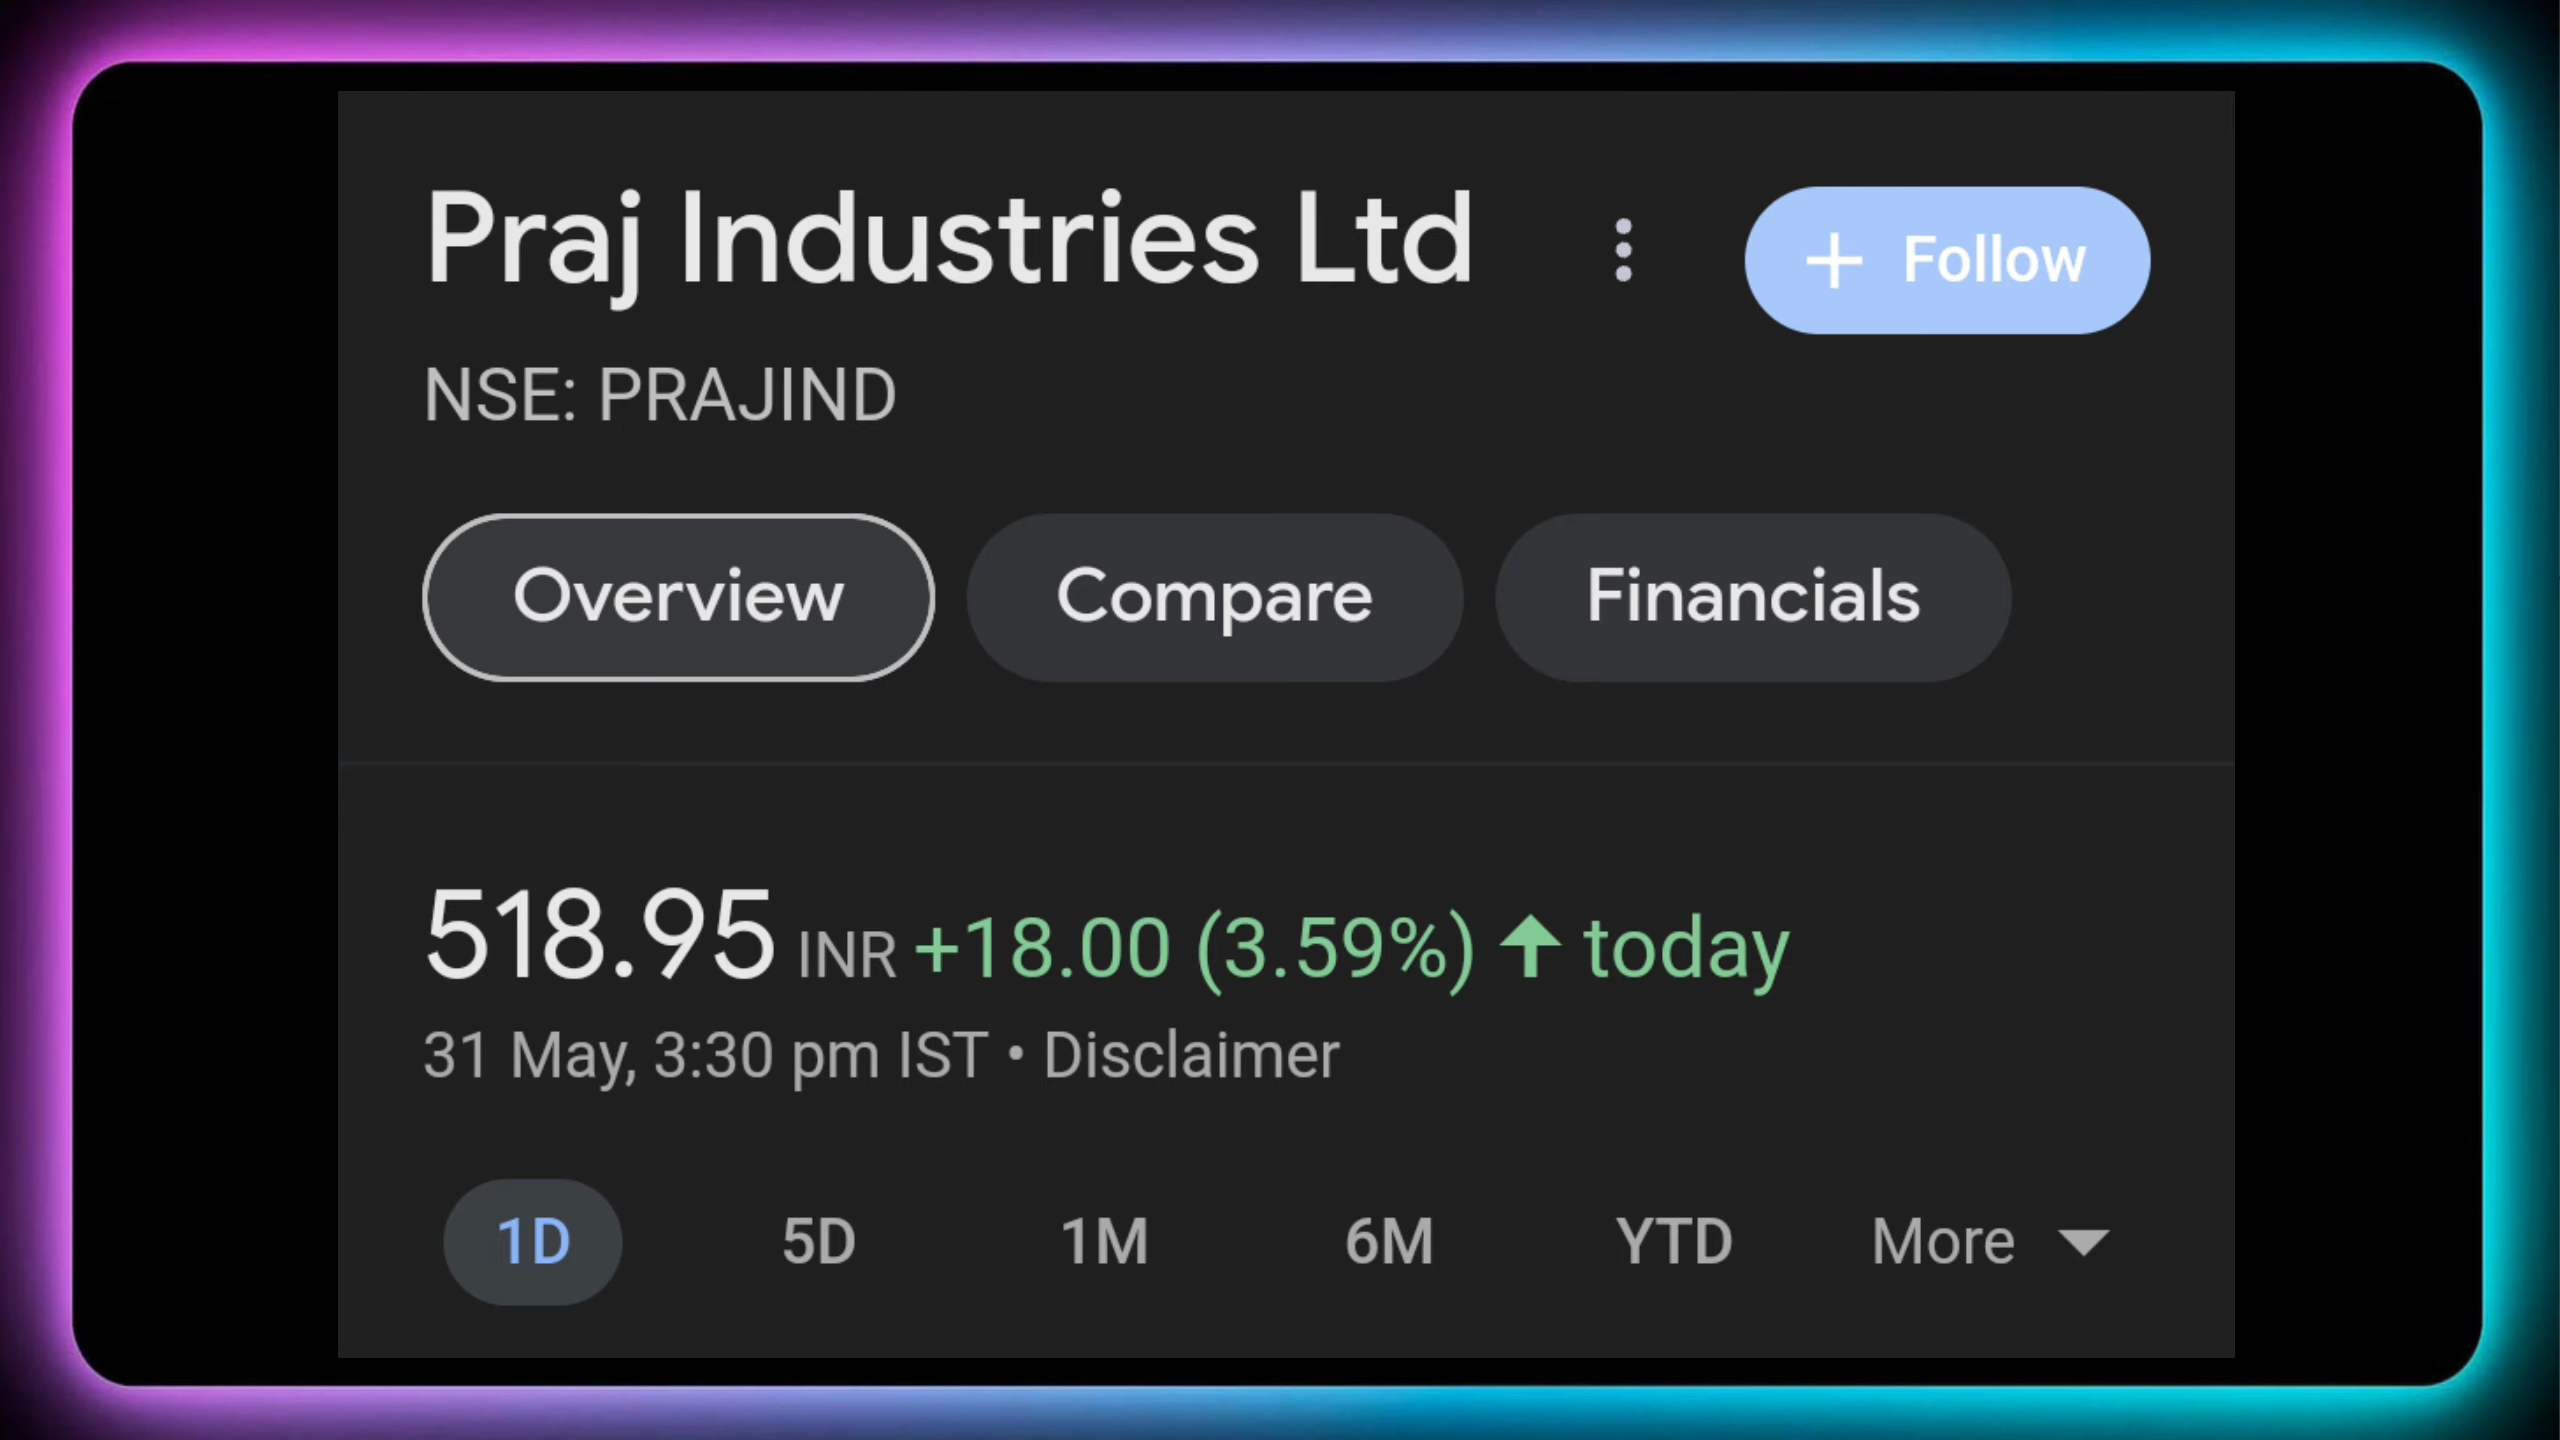 Praj Industries Ltd
+ Follow
NSE: PRAJIND
Overview Compare Financials
518.95 INR +18.00 (3.59%) ↑ today
31 May, 3:30 pm IST • Disclaimer
1D 5D 1M 6M YTD More